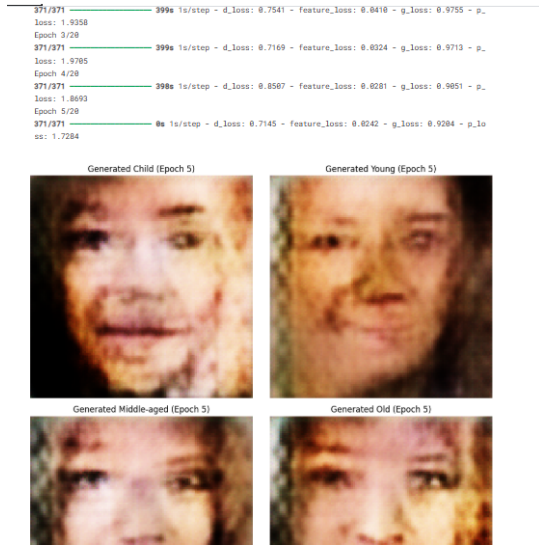 371/371 399s 1s/step - d_loss: 0.7541 - feature_loss: 0.0410 - g_loss: 0.9755 - p_
loss: 1.9358
Epoch 3/20
371/371 399s 1s/step - d_loss: 0.7169 - feature_loss: 0.0324 - g_loss: 0.9713 - p_
loss: 1.9705
Epoch 4/20
371/371 398s 1s/step - d_loss: 0.8507 - feature_loss: 0.0281 - g_loss: 0.9051 - p_
loss: 1.8693
Epoch 5/20
371/371 0s 1s/step - d_loss: 0.7145 - feature_loss: 0.0242 - g_loss: 0.9204 - p_lo
ss: 1.7284
Generated Child (Epoch 5)
Generated Young (Epoch 5)
Generated Middle-aged (Epoch 5)
Generated Old (Epoch 5)